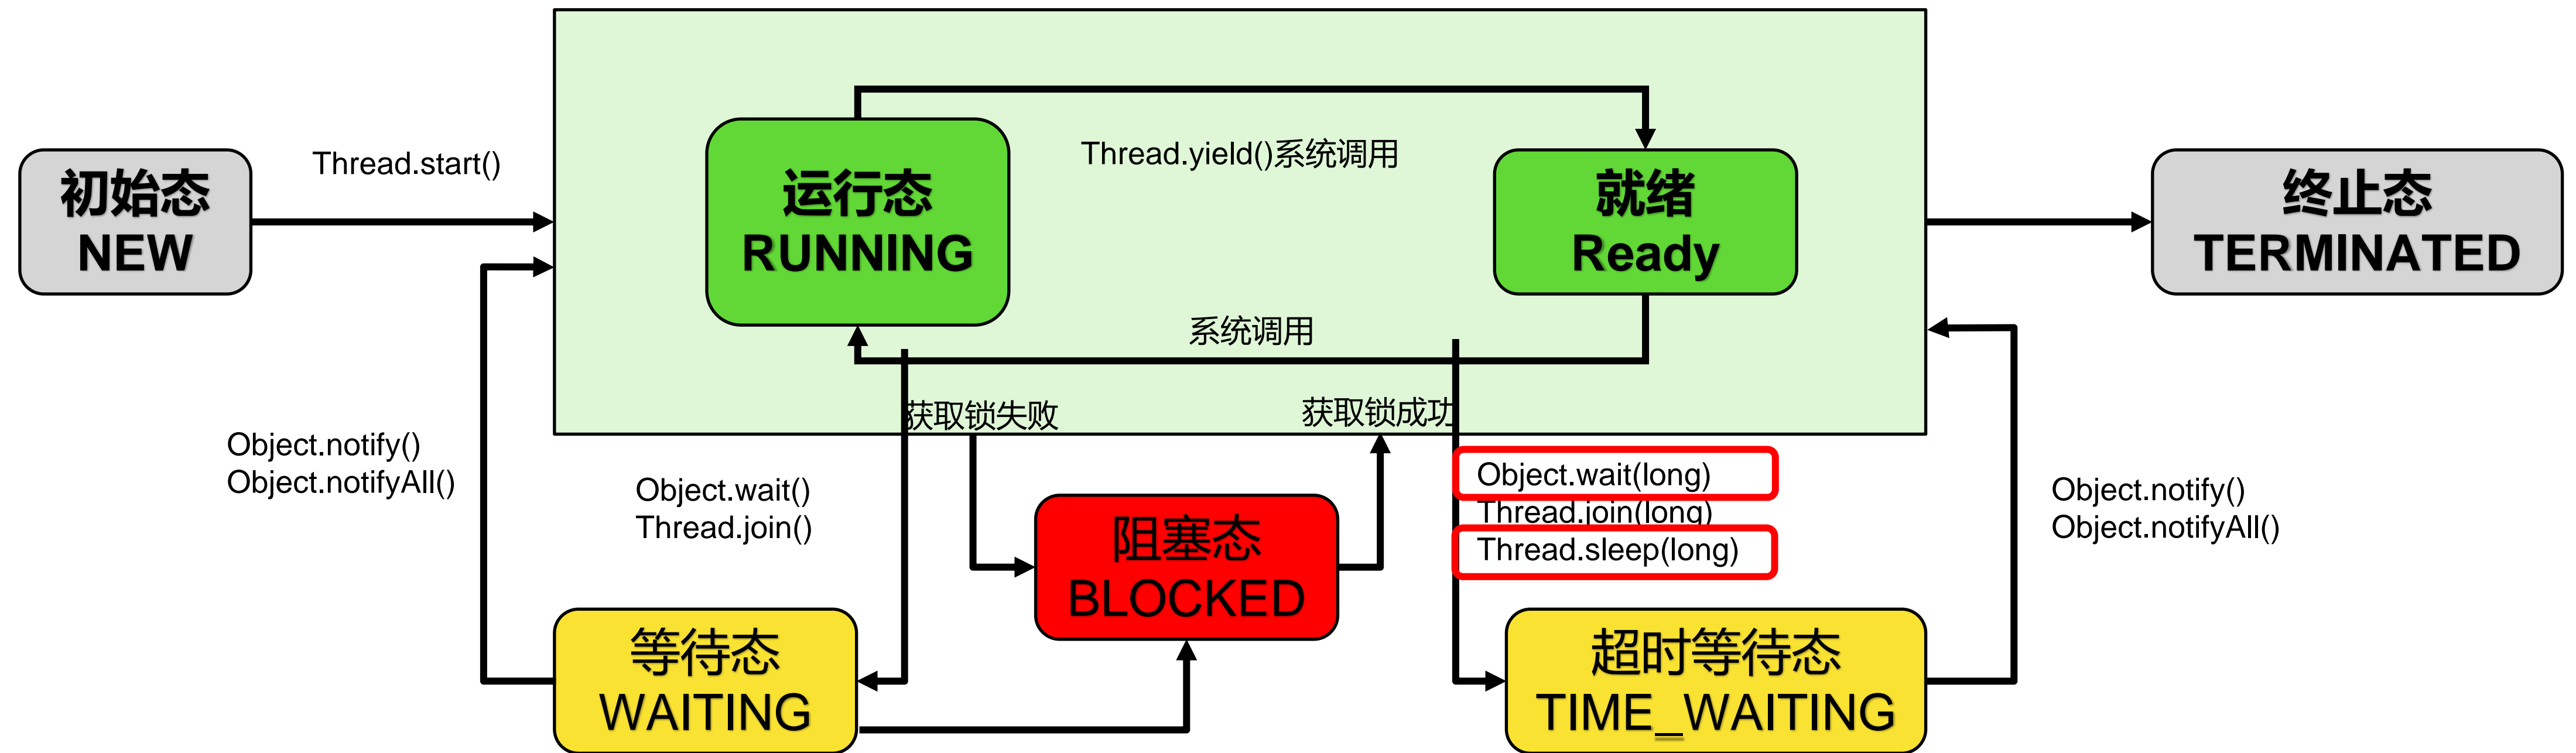 初始态
NEW
Thread.start()
运行态
RUNNING
Thread.yield()系统调用
就绪
Ready
终止态
TERMINATED
系统调用
获取锁失败
获取锁成功
Object.notify()
Object.notifyAll()
Object.wait()
Thread.join()
阻塞态
BLOCKED
Object.wait(long)
Thread.join(long)
Thread.sleep(long)
Object.notify()
Object.notifyAll()
等待态
WAITING
超时等待态
TIME_WAITING